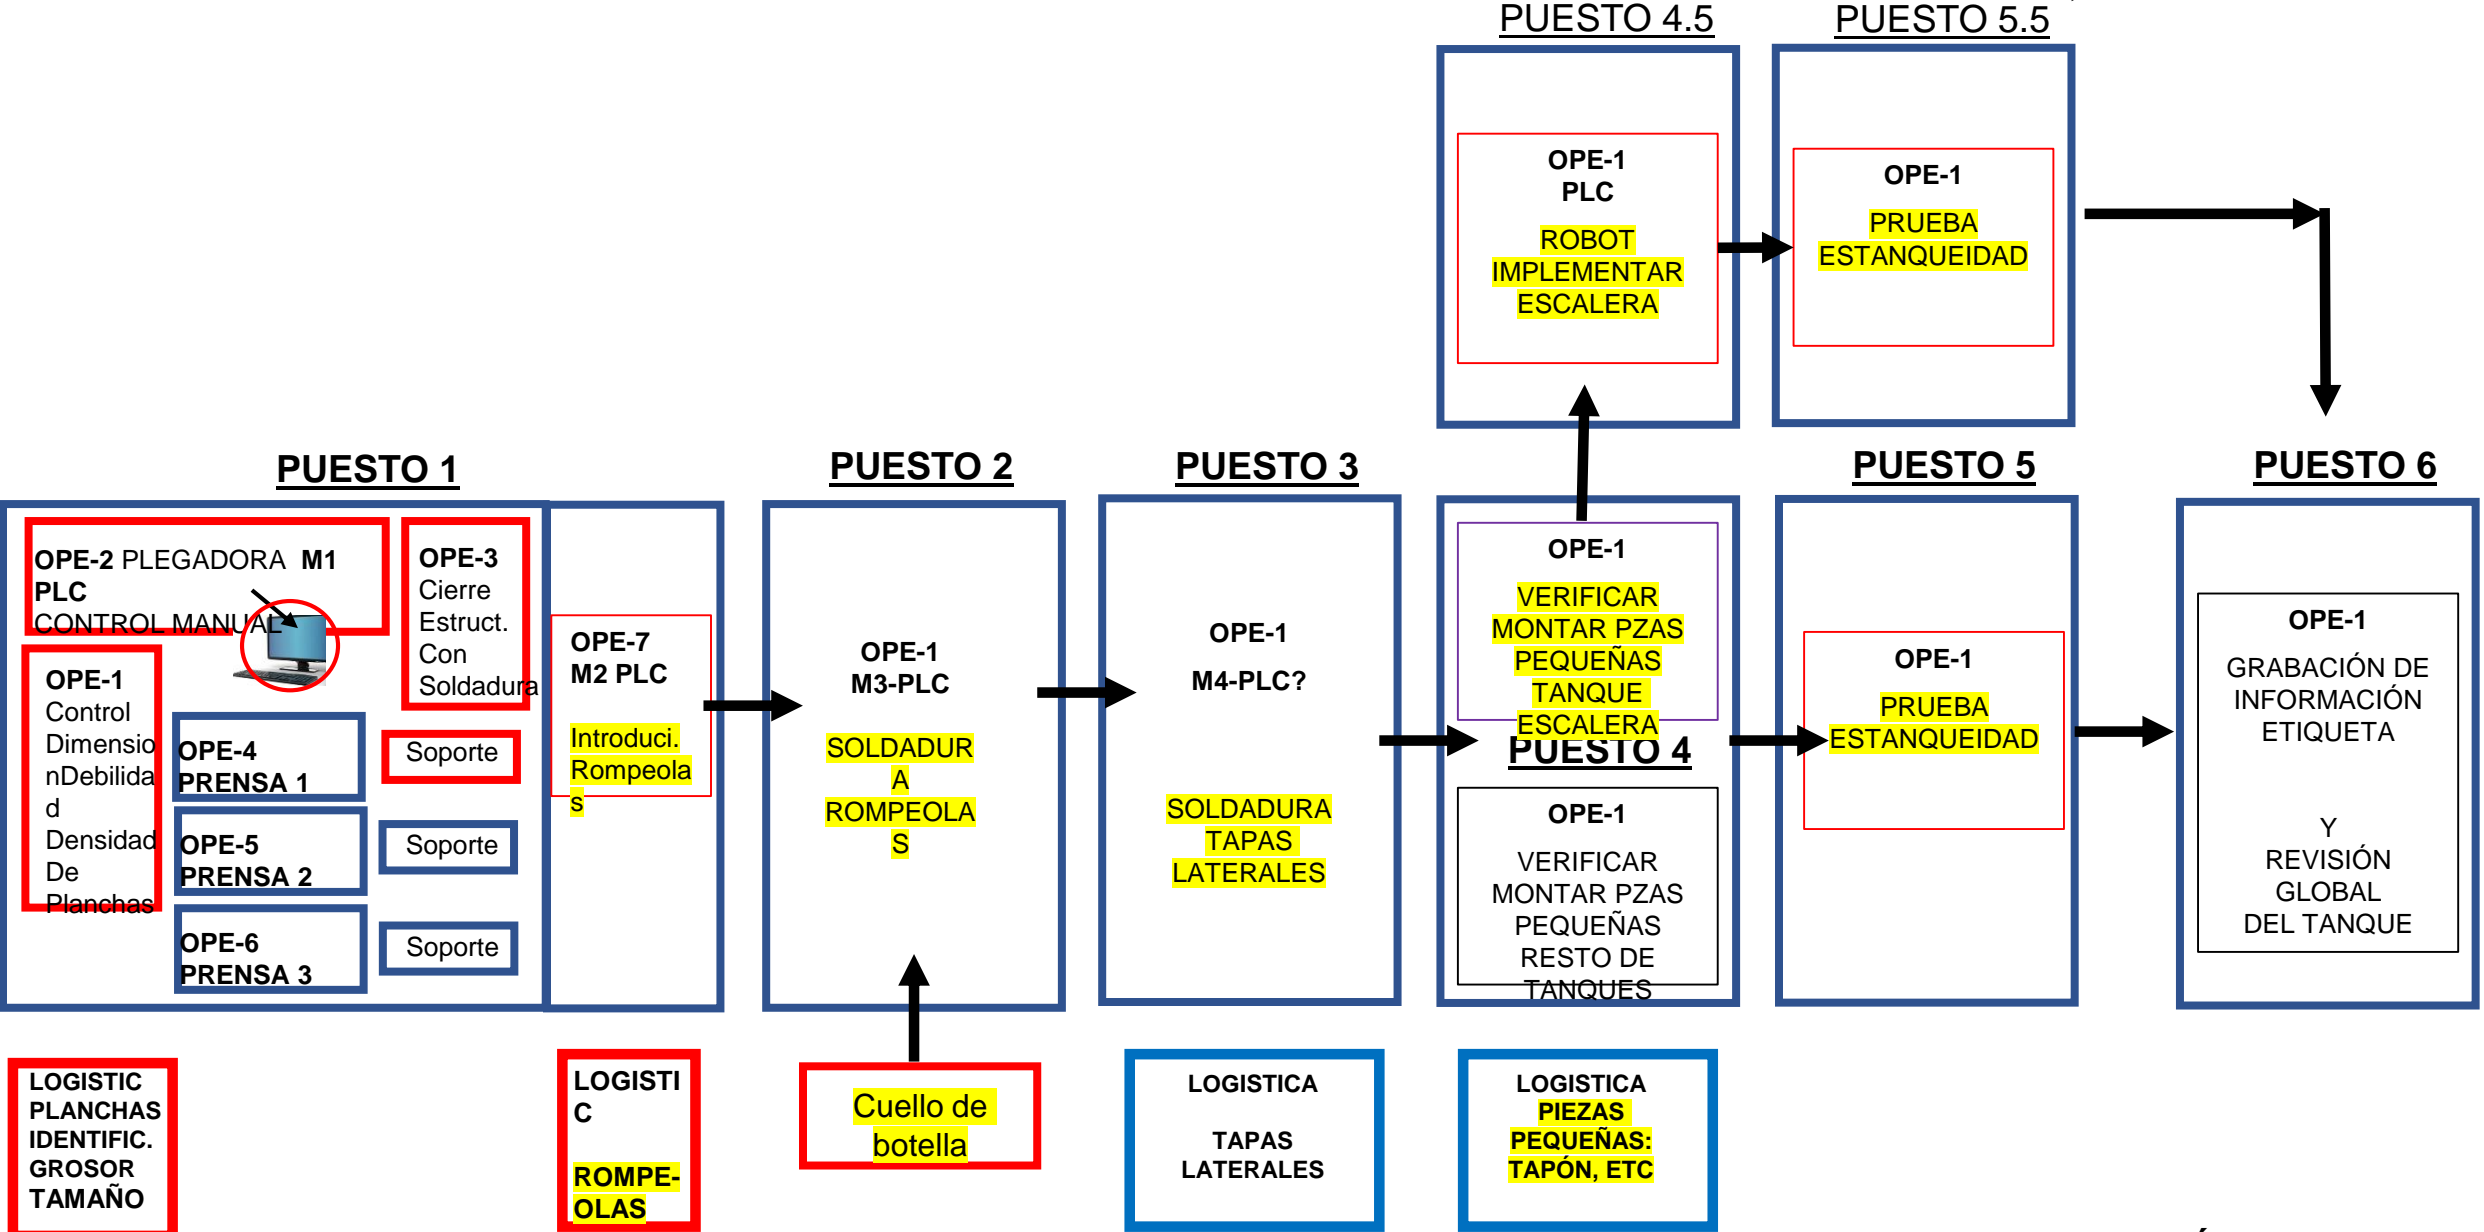 PUESTO 4.5
PUESTO 5.5
OPE-1
PLC
ROBOT
IMPLEMENTAR
ESCALERA
OPE-1
PRUEBA
ESTANQUEIDAD
PUESTO 1
PUESTO 2
PUESTO 3
PUESTO 5
PUESTO 6
OPE-2 PLEGADORA M1
PLC
CONTROL MANUAL
OPE-3
Cierre
Estruct.
Con
Soldadura
OPE-1
Control
Dimensio
nDebilida
d
Densidad
De
Planchas
OPE-4
PRENSA 1
Soporte
OPE-5
PRENSA 2
Soporte
OPE-6
PRENSA 3
Soporte
OPE-7
M2 PLC
Introduci.
Rompeola
s
OPE-1
M3-PLC
SOLDADUR
A
ROMPEOLA
S
OPE-1
M4-PLC?
SOLDADURA
TAPAS
LATERALES
OPE-1
VERIFICAR
MONTAR PZAS
PEQUEÑAS
TANQUE
ESCALERA
PUESTO 4
OPE-1
VERIFICAR
MONTAR PZAS
PEQUEÑAS
RESTO DE
TANQUES
OPE-1
PRUEBA
ESTANQUEIDAD
OPE-1
GRABACIÓN DE
INFORMACIÓN
ETIQUETA
Y
REVISIÓN
GLOBAL
DEL TANQUE
LOGISTIC
PLANCHAS
IDENTIFIC.
GROSOR
TAMAÑO
LOGISTI
C
ROMPE-
OLAS
Cuello de
botella
LOGISTICA
TAPAS
LATERALES
LOGISTICA
PIEZAS
PEQUEÑAS:
TAPÓN, ETC